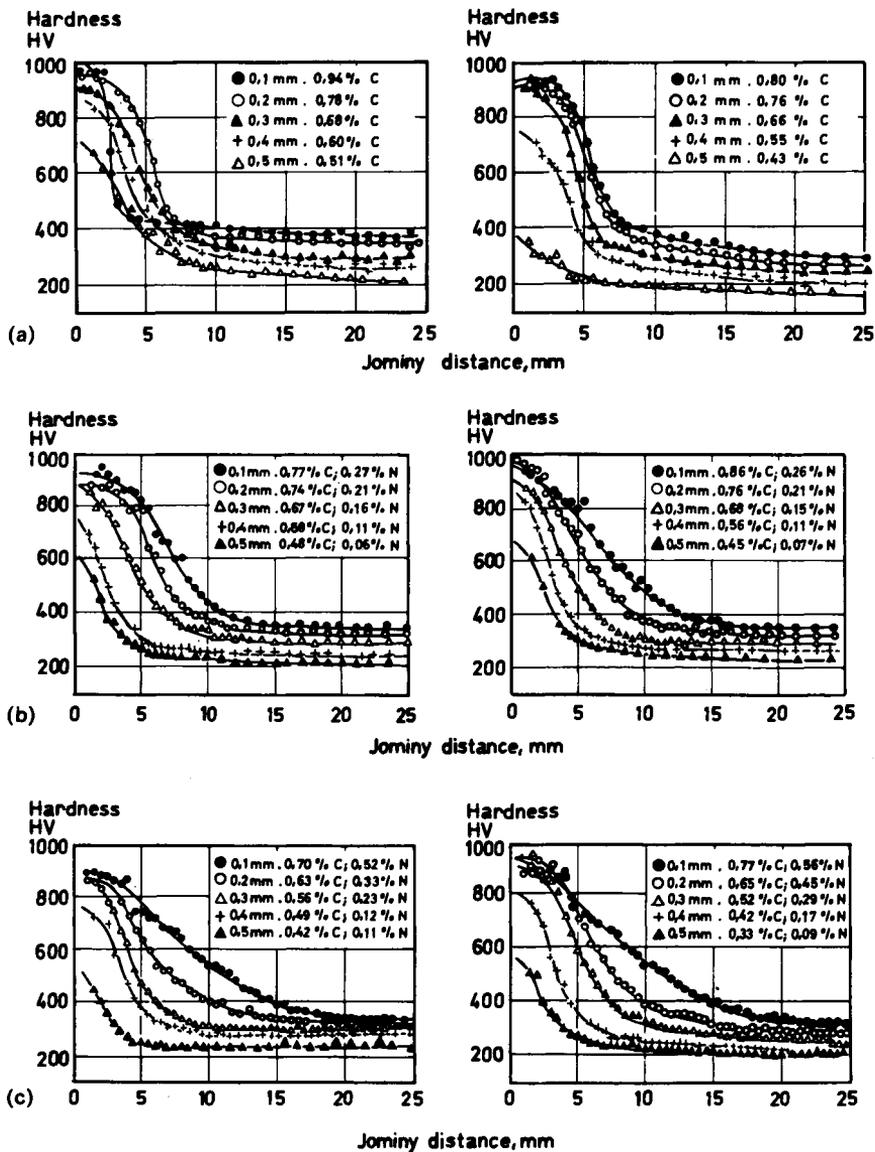 Hardness
HV
1000
800
600
400
200
0,1 mm. 0,94% C
0,2 mm. 0,78% C
0,3 mm. 0,68% C
0,4 mm. 0,60% C
0,5 mm. 0,51% C
0 5 10 15 20 25
Hardness
HV
1000
800
600
400
200
0,1 mm. 0,80 % C
0,2 mm. 0,76 % C
0,3 mm. 0,66 % C
0,4 mm. 0,55 % C
0,5 mm. 0,43 % C
0 5 10 15 20 25
(a)
Jominy distance, mm
Hardness
HV
1000
800
600
400
200
0,1mm. 0,77% C; 0,27% N
0,2mm. 0,74 %C; 0,21% N
0,3mm. 0,67 %C; 0,16% N
0,4mm. %C; 0,11% N
0,5mm. 0,48%C; 0,06% N
0 5 10 15 20 25
Hardness
HV
1000
800
600
400
200
0,1mm. 0,86 %C; 0,26% N
0,2mm. 0,76 %C; 0,21% N
0,3mm. 0,68 %C; 0,15% N
0,4mm. 0,56 %C; 0,11% N
0,5mm. 0,45%C; 0,07% N
0 5 10 15 20 25
(b)
Jominy distance, mm
Hardness
HV
1000
800
600
400
200
0,1mm. 0,70 % C; 0,52% N
0,2mm. 0,63 % C; 0,33% N
0,3mm. 0,56 % C; 0,23% N
0,4mm. 0,49 % C; 0,12% N
0,5mm. 0,42 % C; 0,11% N
0 5 10 15 20 25
Hardness
HV
1000
800
600
400
200
0,1mm. 0,77% C; 0,56% N
0,2mm. 0,65 %C; 0,45% N
0,3mm. 0,52 %C; 0,29% N
0,4mm. 0,42 %C; 0,17% N
0,5mm. 0,33 %C; 0,09% N
0 5 10 15 20 25
(c)
Jominy distance, mm